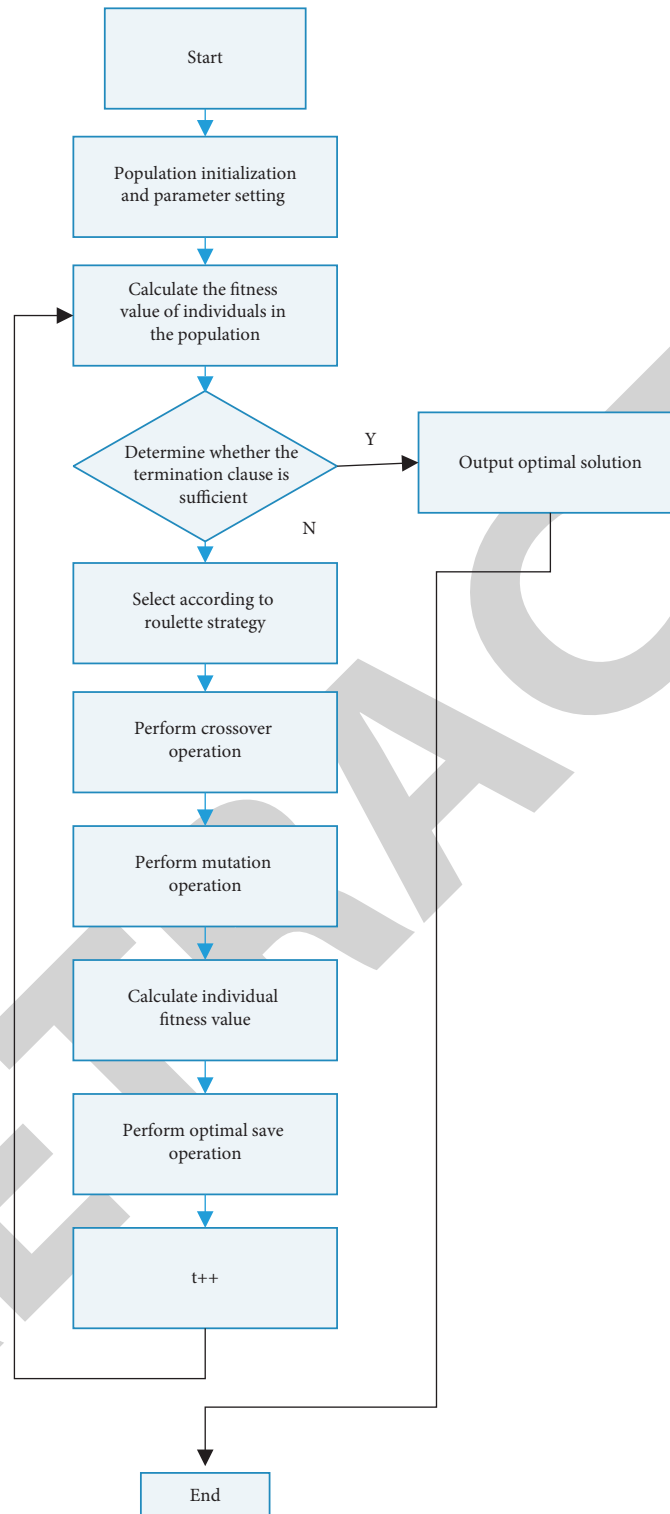 Start
Population initialization
and parameter setting
Calculate the fitness
value of individuals in
the population
Determine whether the
termination clause is
sufficient
Y
Output optimal solution
N
Select according to
roulette strategy
Perform crossover
operation
Perform mutation
operation
Calculate individual
fitness value
Perform optimal save
operation
t++
End
ETRAC